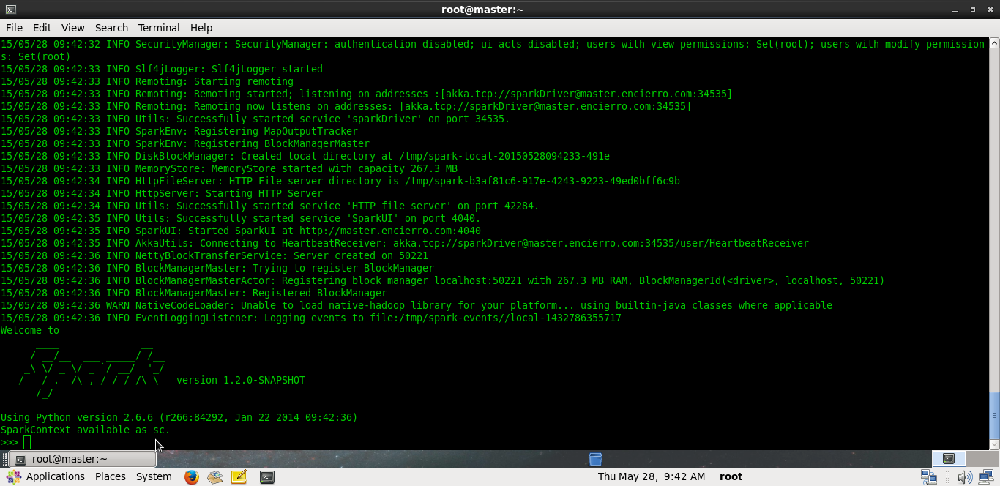 root@master:~
File Edit View Search Terminal Help
15/05/28 09:42:32 INFO SecurityManager: SecurityManager: authentication disabled; ui acls disabled; users with view permissions: Set(root); users with modify permission
s: Set(root)
15/05/28 09:42:33 INFO Slf4jLogger: Slf4jLogger started
15/05/28 09:42:33 INFO Remoting: Starting remoting
15/05/28 09:42:33 INFO Remoting: Remoting started; listening on addresses :[akka.tcp://sparkDriver@master.encierro.com:34535]
15/05/28 09:42:33 INFO Remoting: Remoting now listens on addresses: [akka.tcp://sparkDriver@master.encierro.com:34535]
15/05/28 09:42:33 INFO Utils: Successfully started service 'sparkDriver' on port 34535.
15/05/28 09:42:33 INFO SparkEnv: Registering MapOutputTracker
15/05/28 09:42:33 INFO SparkEnv: Registering BlockManagerMaster
15/05/28 09:42:33 INFO DiskBlockManager: Created local directory at /tmp/spark-local-20150528094233-491e
15/05/28 09:42:33 INFO MemoryStore: MemoryStore started with capacity 267.3 MB
15/05/28 09:42:34 INFO HttpFileServer: HTTP File server directory is /tmp/spark-b3af81c6-917e-4243-9223-49ed0bff6c9b
15/05/28 09:42:34 INFO HttpServer: Starting HTTP Server
15/05/28 09:42:34 INFO Utils: Successfully started service 'HTTP file server' on port 42284.
15/05/28 09:42:35 INFO Utils: Successfully started service 'SparkUI' on port 4040.
15/05/28 09:42:35 INFO SparkUI: Started SparkUI at http://master.encierro.com:4040
15/05/28 09:42:35 INFO AkkaUtils: Connecting to HeartbeatReceiver: akka.tcp://sparkDriver@master.encierro.com:34535/user/HeartbeatReceiver
15/05/28 09:42:36 INFO NettyBlockTransferService: Server created on 50221
15/05/28 09:42:36 INFO BlockManagerMaster: Trying to register BlockManager
15/05/28 09:42:36 INFO BlockManagerMasterActor: Registering block manager localhost:50221 with 267.3 MB RAM, BlockManagerId(<driver>, localhost, 50221)
15/05/28 09:42:36 INFO BlockManagerMaster: Registered BlockManager
15/05/28 09:42:36 WARN NativeCodeLoader: Unable to load native-hadoop library for your platform... using builtin-java classes where applicable
15/05/28 09:42:36 INFO EventLoggingListener: Logging events to file:/tmp/spark-events//local-1432786355717
Welcome to
      ____              __
     / __/__  ___ _____/ /__
    _\ \/ _ \/ _ `/ __/  '_/
   /__ / .__/\_,_/_/ /_/\_\   version 1.2.0-SNAPSHOT
      /_/
Using Python version 2.6.6 (r266:84292, Jan 22 2014 09:42:36)
SparkContext available as sc.
>>>
root@master:~
Applications Places System Thu May 28, 9:42 AM root